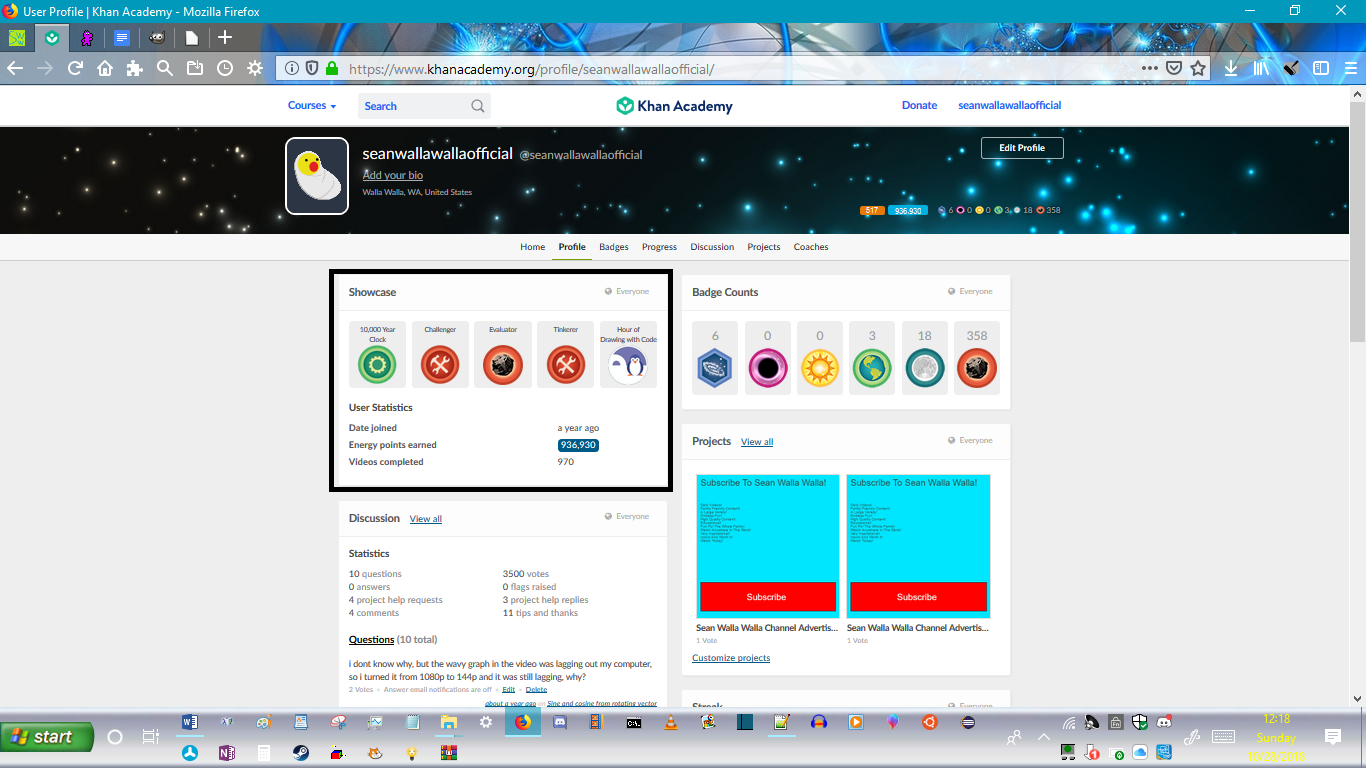 User Profile | Khan Academy - Mozilla Firefox
https://www.khanacademy.org/profile/seanwallawallaofficial/
Courses
Search
Khan Academy
Donate
seanwallawallaofficial
seanwallawallaofficial @seanwallawallaofficial
Edit Profile
Add your bio
Walla Walla, WA, United States
517 936,930 6 0 0 3 18 358
Home Profile Badges Progress Discussion Projects Coaches
Showcase Everyone
10,000 Year Clock
Challenger
Evaluator
Tinkerer
Hour of Drawing with Code
User Statistics
Date joined a year ago
Energy points earned 936,930
Videos completed 970
Badge Counts Everyone
6 0 0 3 18 358
Projects View all Everyone
Subscribe To Sean Walla Walla!
Subscribe
Sean Walla Walla Channel Advertis...
1 Vote
Subscribe To Sean Walla Walla!
Subscribe
Sean Walla Walla Channel Advertis...
1 Vote
Customize projects
Discussion View all Everyone
Statistics
10 questions 3500 votes
0 answers 0 flags raised
4 project help requests 3 project help replies
4 comments 11 tips and thanks
Questions (10 total)
i dont know why, but the wavy graph in the video was lagging out my computer,
so i turned it from 1080p to 144p and it was still lagging, why?
2 Votes • Answer email notifications are off • Edit • Delete
about a year ago on Sine and cosine from rotating vector
Streak Everyone
start
12:18
Sunday
10/28/2018